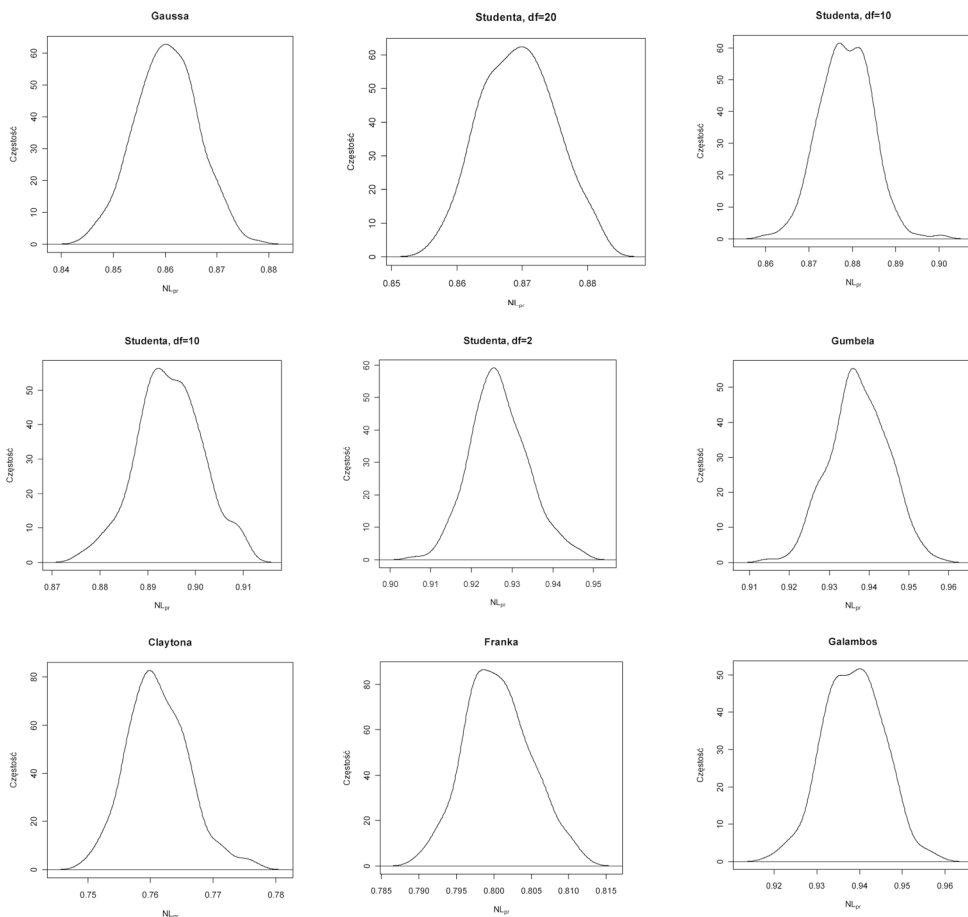 Gaussa
Częstość
0 10 20 30 40 50 60
0.84 0.85 0.86 0.87 0.88
NLpr
Studenta, df=20
Częstość
0 10 20 30 40 50 60
0.85 0.86 0.87 0.88
NLpr
Studenta, df=10
Częstość
0 10 20 30 40 50 60
0.86 0.87 0.88 0.89 0.90
NLpr
Studenta, df=10
Częstość
0 10 20 30 40 50
0.87 0.88 0.89 0.90 0.91
NLpr
Studenta, df=2
Częstość
0 10 20 30 40 50 60
0.90 0.91 0.92 0.93 0.94 0.95
NLpr
Gumbela
Częstość
0 10 20 30 40 50
0.91 0.92 0.93 0.94 0.95 0.96
NLpr
Claytona
Częstość
0 20 40 60 80
0.75 0.76 0.77 0.78
NLpr
Franka
Częstość
0 20 40 60 80
0.785 0.790 0.795 0.800 0.805 0.810 0.815
NLpr
Galambos
Częstość
0 10 20 30 40 50
0.92 0.93 0.94 0.95 0.96
NLpr